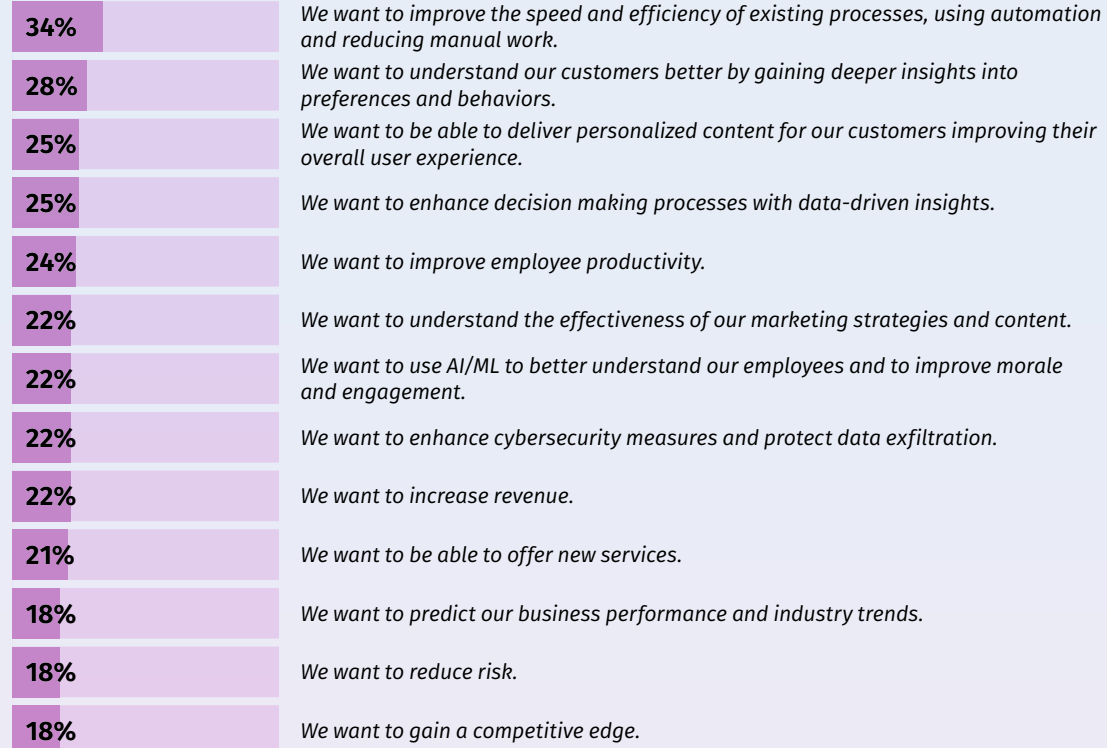 34%
We want to improve the speed and efficiency of existing processes, using automation
and reducing manual work.
28%
We want to understand our customers better by gaining deeper insights into
preferences and behaviors.
25%
We want to be able to deliver personalized content for our customers improving their
overall user experience.
25%
We want to enhance decision making processes with data-driven insights.
24%
We want to improve employee productivity.
22%
We want to understand the effectiveness of our marketing strategies and content.
22%
We want to use AI/ML to better understand our employees and to improve morale
and engagement.
22%
We want to enhance cybersecurity measures and protect data exfiltration.
22%
We want to increase revenue.
21%
We want to be able to offer new services.
18%
We want to predict our business performance and industry trends.
18%
We want to reduce risk.
18%
We want to gain a competitive edge.